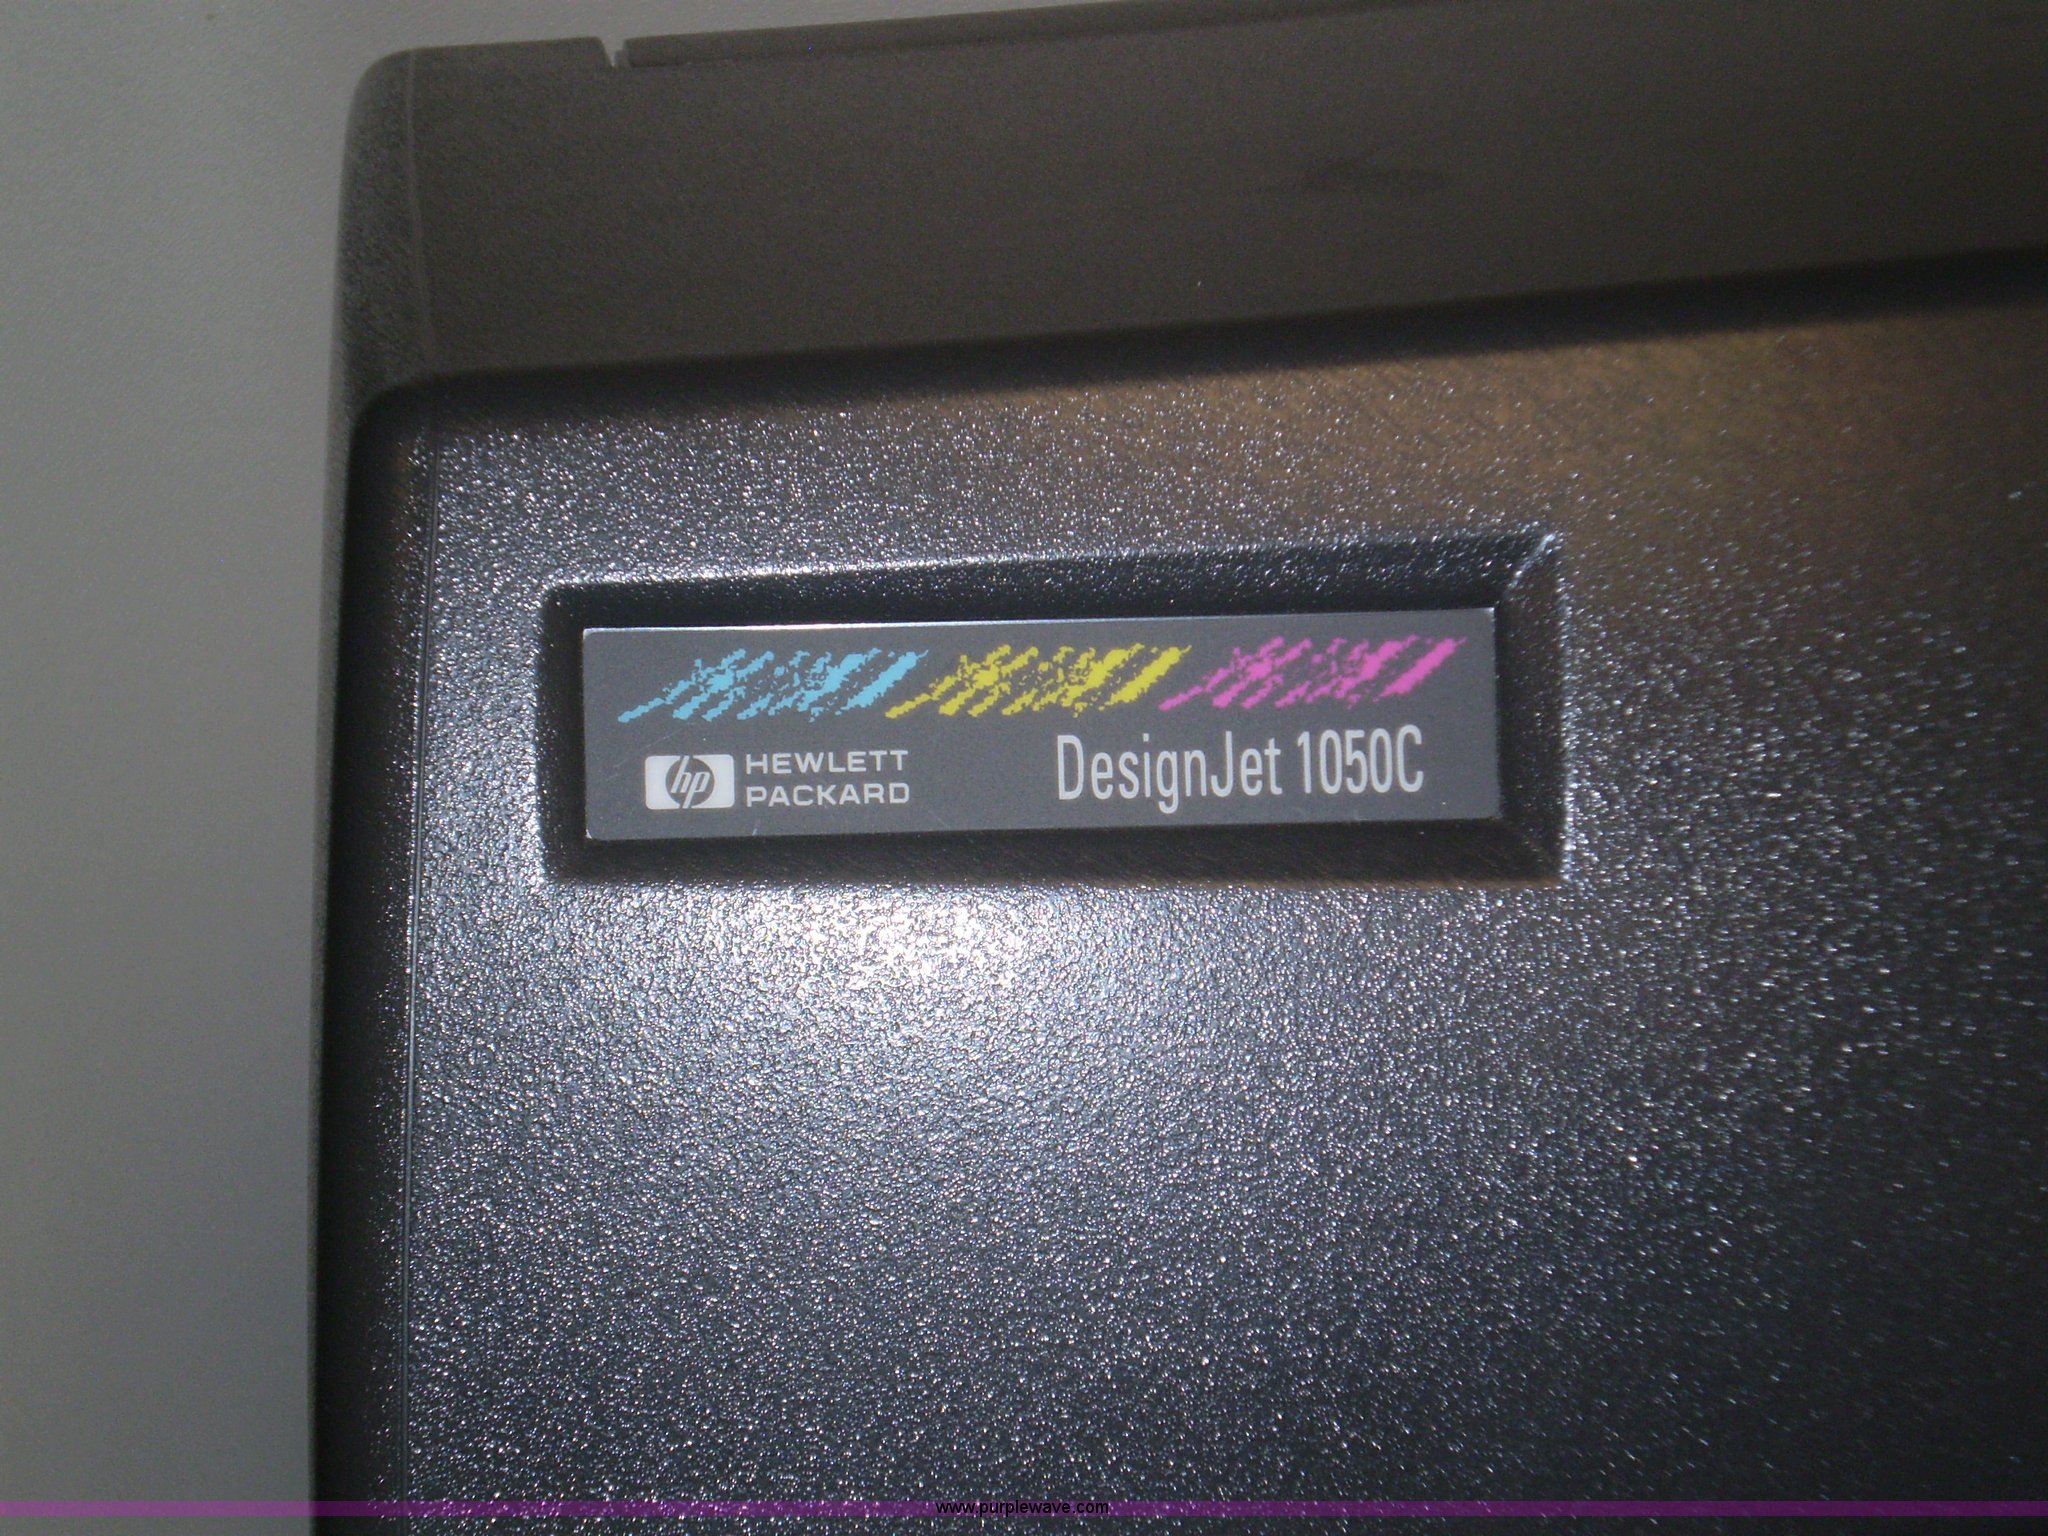 hp HEWLETT
PACKARD
DesignJet 1050C
www.purplewave.com